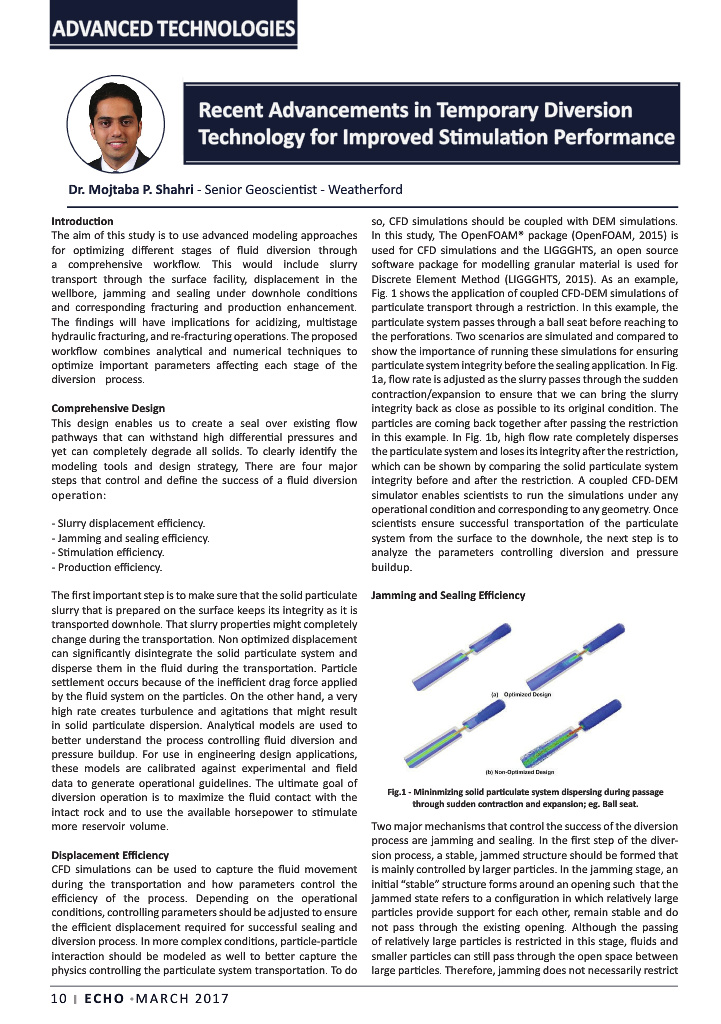 ADVANCED TECHNOLOGIES
Recent Advancements in Temporary Diversion
Technology for Improved Stimulation Performance
Dr. Mojtaba P. Shahri - Senior Geoscientist - Weatherford
Introduction
The aim of this study is to use advanced modeling approaches
for optimizing different stages of fluid diversion through
a comprehensive workflow. This would include slurry
transport through the surface facility, displacement in the
wellbore, jamming and sealing under downhole conditions
and corresponding fracturing and production enhancement.
The findings will have implications for acidizing, multistage
hydraulic fracturing, and re-fracturing operations. The proposed
workflow combines analytical and numerical techniques to
optimize important parameters affecting each stage of the
diversion process.
Comprehensive Design
This design enables us to create a seal over existing flow
pathways that can withstand high differential pressures and
yet can completely degrade all solids. To clearly identify the
modeling tools and design strategy, There are four major
steps that control and define the success of a fluid diversion
operation:
- Slurry displacement efficiency.
- Jamming and sealing efficiency.
- Stimulation efficiency.
- Production efficiency.
The first important step is to make sure that the solid particulate
slurry that is prepared on the surface keeps its integrity as it is
transported downhole. That slurry properties might completely
change during the transportation. Non optimized displacement
can significantly disintegrate the solid particulate system and
disperse them in the fluid during the transportation. Particle
settlement occurs because of the inefficient drag force applied
by the fluid system on the particles. On the other hand, a very
high rate creates turbulence and agitations that might result
in solid particulate dispersion. Analytical models are used to
better understand the process controlling fluid diversion and
pressure buildup. For use in engineering design applications,
these models are calibrated against experimental and field
data to generate operational guidelines. The ultimate goal of
diversion operation is to maximize the fluid contact with the
intact rock and to use the available horsepower to stimulate
more reservoir volume.
Displacement Efficiency
CFD simulations can be used to capture the fluid movement
during the transportation and how parameters control the
efficiency of the process. Depending on the operational
conditions, controlling parameters should be adjusted to ensure
the efficient displacement required for successful sealing and
diversion process. In more complex conditions, particle-particle
interaction should be modeled as well to better capture the
physics controlling the particulate system transportation. To do
so, CFD simulations should be coupled with DEM simulations.
In this study, The OpenFOAM® package (OpenFOAM, 2015) is
used for CFD simulations and the LIGGGHTS, an open source
software package for modelling granular material is used for
Discrete Element Method (LIGGGHTS, 2015). As an example,
Fig. 1 shows the application of coupled CFD-DEM simulations of
particulate transport through a restriction. In this example, the
particulate system passes through a ball seat before reaching to
the perforations. Two scenarios are simulated and compared to
show the importance of running these simulations for ensuring
particulate system integrity before the sealing application. In Fig.
1a, flow rate is adjusted as the slurry passes through the sudden
contraction/expansion to ensure that we can bring the slurry
integrity back as close as possible to its original condition. The
particles are coming back together after passing the restriction
in this example. In Fig. 1b, high flow rate completely disperses
the particulate system and loses its integrity after the restriction,
which can be shown by comparing the solid particulate system
integrity before and after the restriction. A coupled CFD-DEM
simulator enables scientists to run the simulations under any
operational condition and corresponding to any geometry. Once
scientists ensure successful transportation of the particulate
system from the surface to the downhole, the next step is to
analyze the parameters controlling diversion and pressure
buildup.
Jamming and Sealing Efficiency
(a) Optimized Design
(b) Non-Optimized Design
Fig.1 - Mininmizing solid particulate system dispersing during passage
through sudden contraction and expansion; eg. Ball seat.
Two major mechanisms that control the success of the diversion
process are jamming and sealing. In the first step of the diver-
sion process, a stable, jammed structure should be formed that
is mainly controlled by larger particles. In the jamming stage, an
initial “stable” structure forms around an opening such that the
jammed state refers to a configuration in which relatively large
particles provide support for each other, remain stable and do
not pass through the existing opening. Although the passing
of relatively large particles is restricted in this stage, fluids and
smaller particles can still pass through the open space between
large particles. Therefore, jamming does not necessarily restrict
10 | ECHO •MARCH 2017